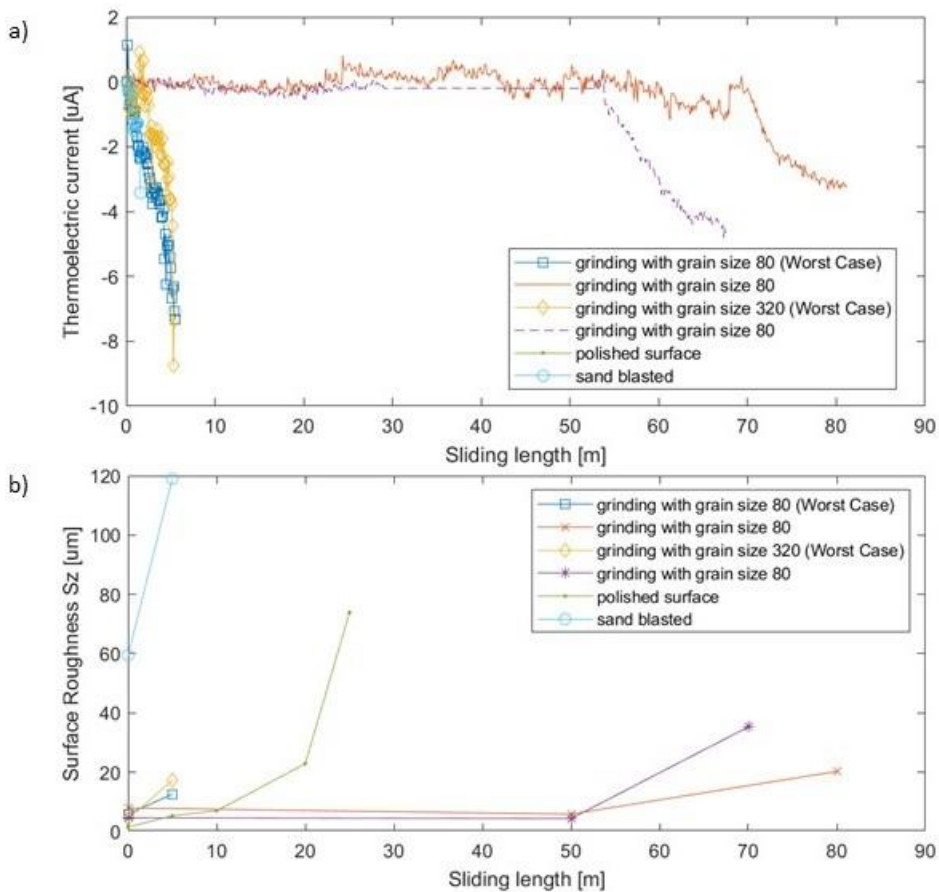 a)
Thermoelectric current [uA]
2
0
-2
-4
-6
-8
-10
grinding with grain size 80 (Worst Case)
grinding with grain size 80
grinding with grain size 320 (Worst Case)
grinding with grain size 80
polished surface
sand blasted
0 10 20 30 40 50 60 70 80 90
Sliding length [m]
b)
Surface Roughness Sz [um]
120
100
80
60
40
20
0
grinding with grain size 80 (Worst Case)
grinding with grain size 80
grinding with grain size 320 (Worst Case)
grinding with grain size 80
polished surface
sand blasted
0 10 20 30 40 50 60 70 80 90
Sliding length [m]